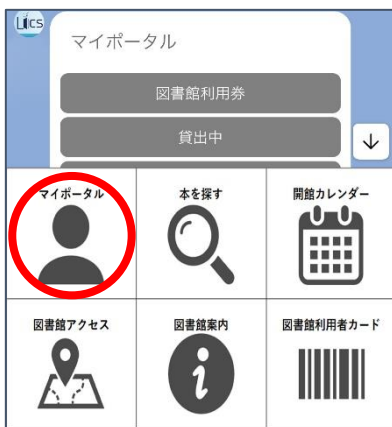 LiCS
マイポータル
図書館利用券
貸出中
マイポータル
本を探す
開館カレンダー
図書館アクセス
図書館案内
図書館利用者カード